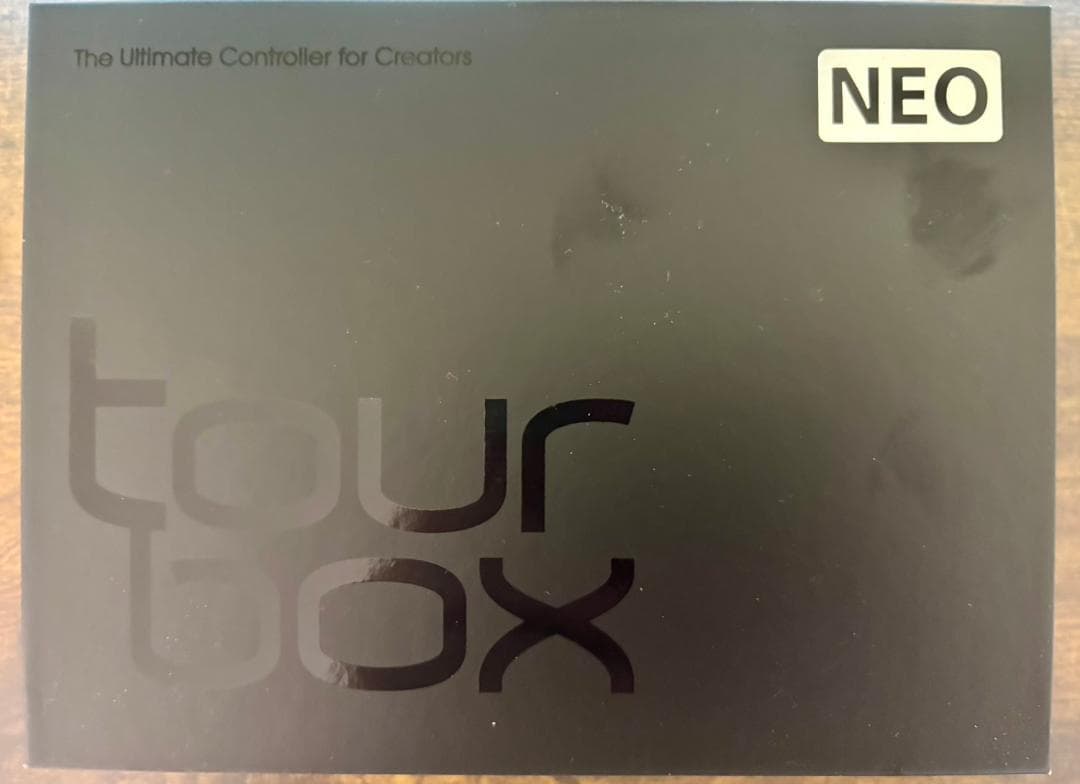 The Ultimate Controller for Creators
NEO
tour
box